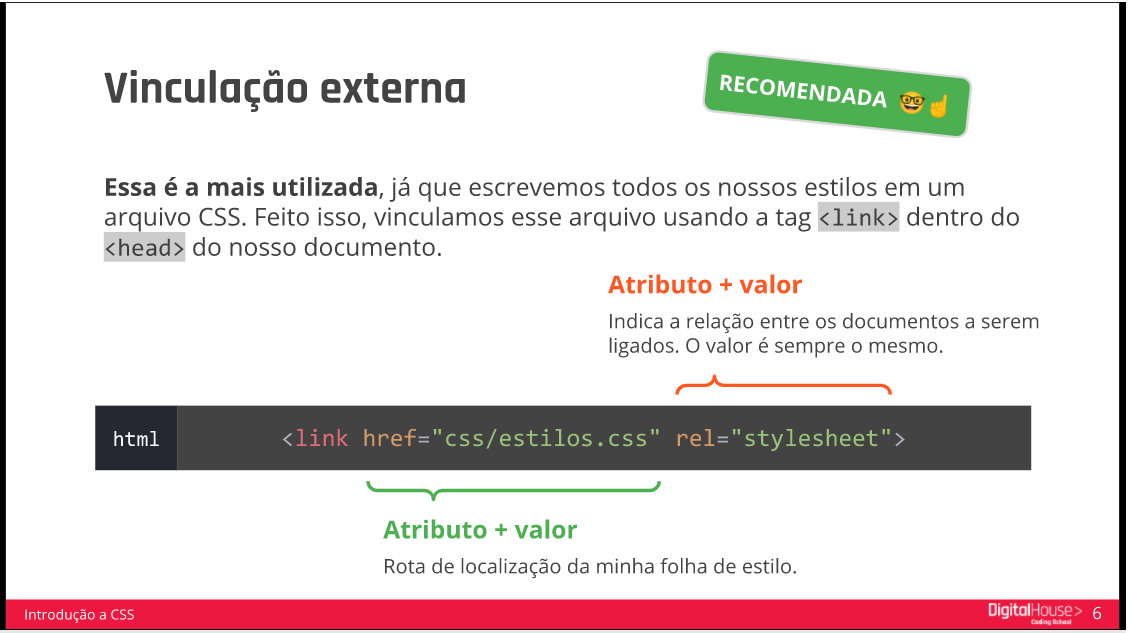 Vinculação externa
RECOMENDADA 🤓☝
Essa é a mais utilizada, já que escrevemos todos os nossos estilos em um
arquivo CSS. Feito isso, vinculamos esse arquivo usando a tag <link> dentro do
<head> do nosso documento.
Atributo + valor
Indica a relação entre os documentos a serem
ligados. O valor é sempre o mesmo.
html
<link href="css/estilos.css" rel="stylesheet">
Atributo + valor
Rota de localização da minha folha de estilo.
Introdução a CSS
DigitalHouse>
Coding School
6